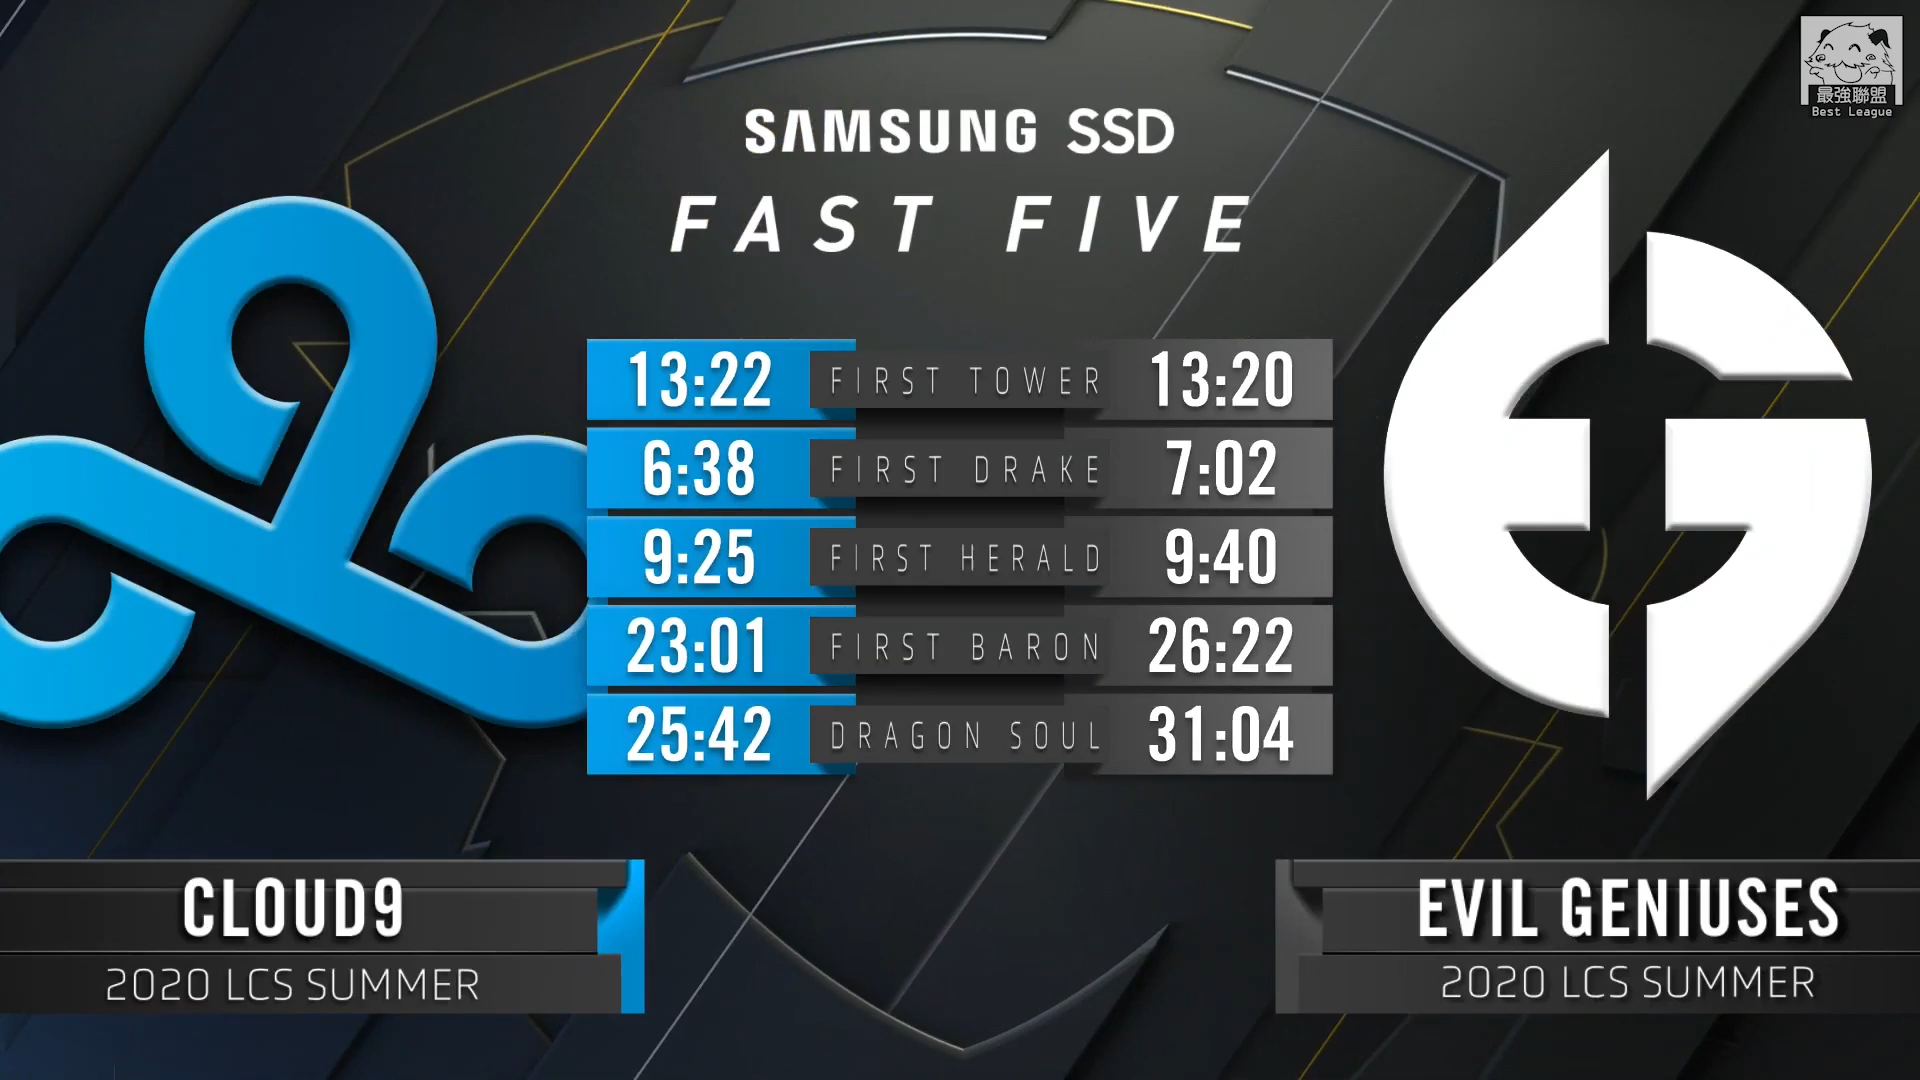 最強聯盟
Best League
SAMSUNG SSD
FAST FIVE
13:22 FIRST TOWER 13:20
6:38 FIRST DRAKE 7:02
9:25 FIRST HERALD 9:40
23:01 FIRST BARON 26:22
25:42 DRAGON SOUL 31:04
CLOUD9
2020 LCS SUMMER
EVIL GENIUSES
2020 LCS SUMMER